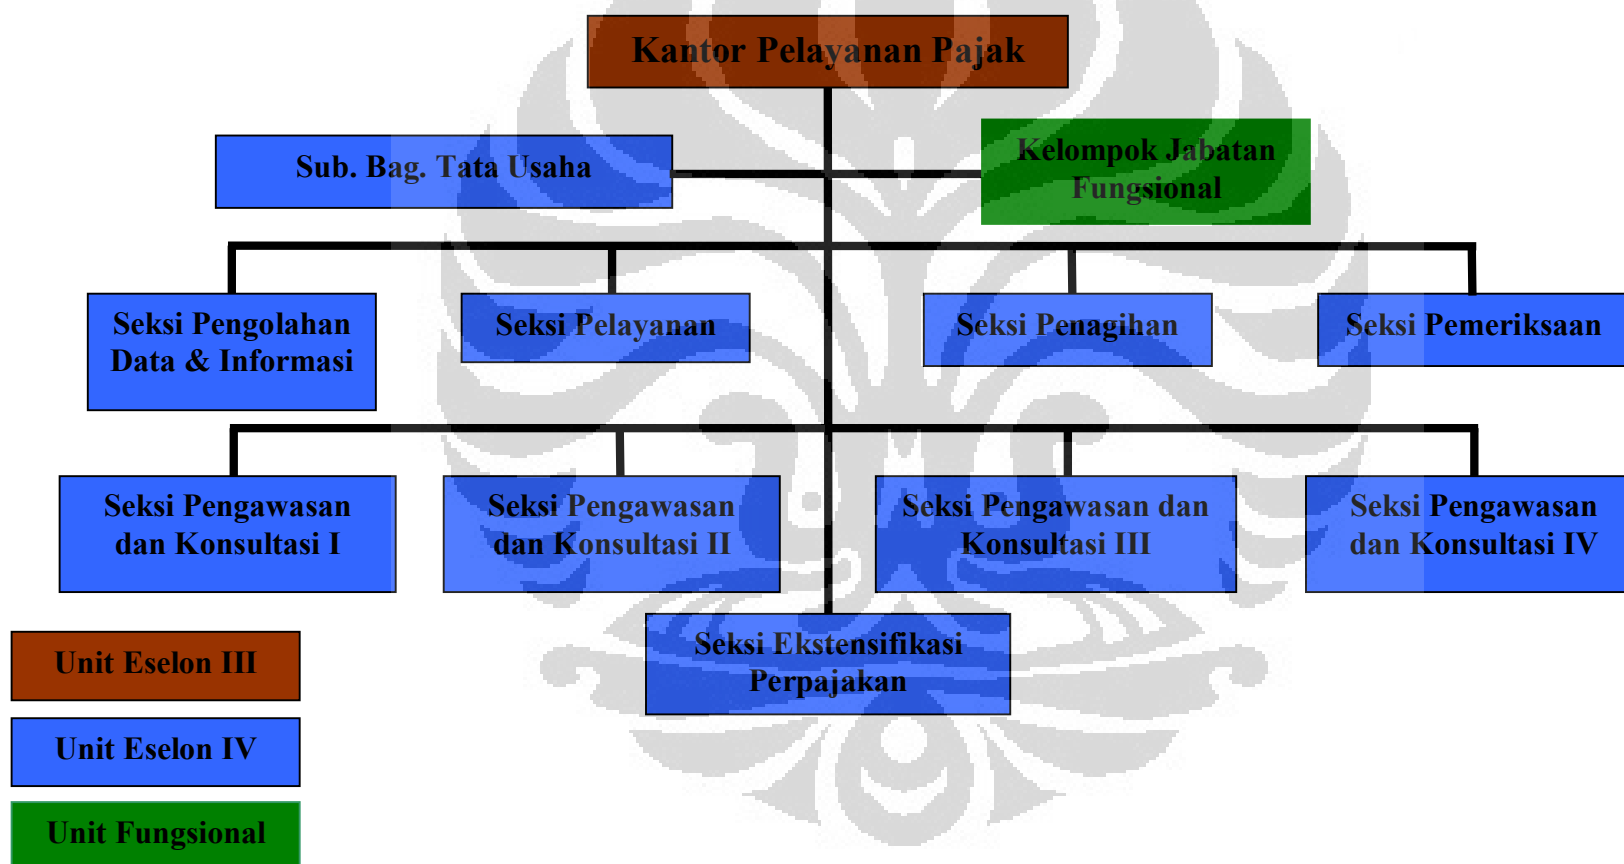 Kantor Pelayanan Pajak
Sub. Bag. Tata Usaha
Kelompok Jabatan
Fungsional
Seksi Pengolahan
Data & Informasi
Seksi Pelayanan
Seksi Penagihan
Seksi Pemeriksaan
Seksi Pengawasan
dan Konsultasi I
Seksi Pengawasan
dan Konsultasi II
Seksi Pengawasan dan
Konsultasi III
Seksi Pengawasan
dan Konsultasi IV
Seksi Ekstensifikasi
Perpajakan
Unit Eselon III
Unit Eselon IV
Unit Fungsional